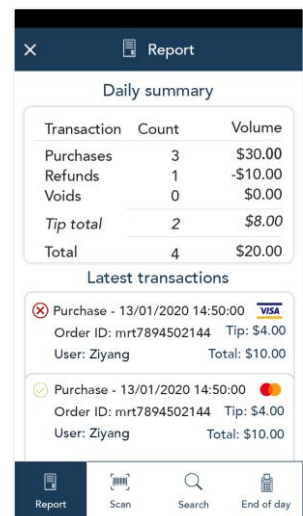 Report
Daily summary
Transaction Count Volume
Purchases 3 $30.00
Refunds 1 -$10.00
Voids 0 $0.00
Tip total 2 $8.00
Total 4 $20.00
Latest transactions
Purchase - 13/01/2020 14:50:00 VISA
Order ID: mrt7894502144 Tip: $4.00
User: Ziyang Total: $10.00
Purchase - 13/01/2020 14:50:00
Order ID: mrt7894502144 Tip: $4.00
User: Ziyang Total: $10.00
Report Scan Search End of day